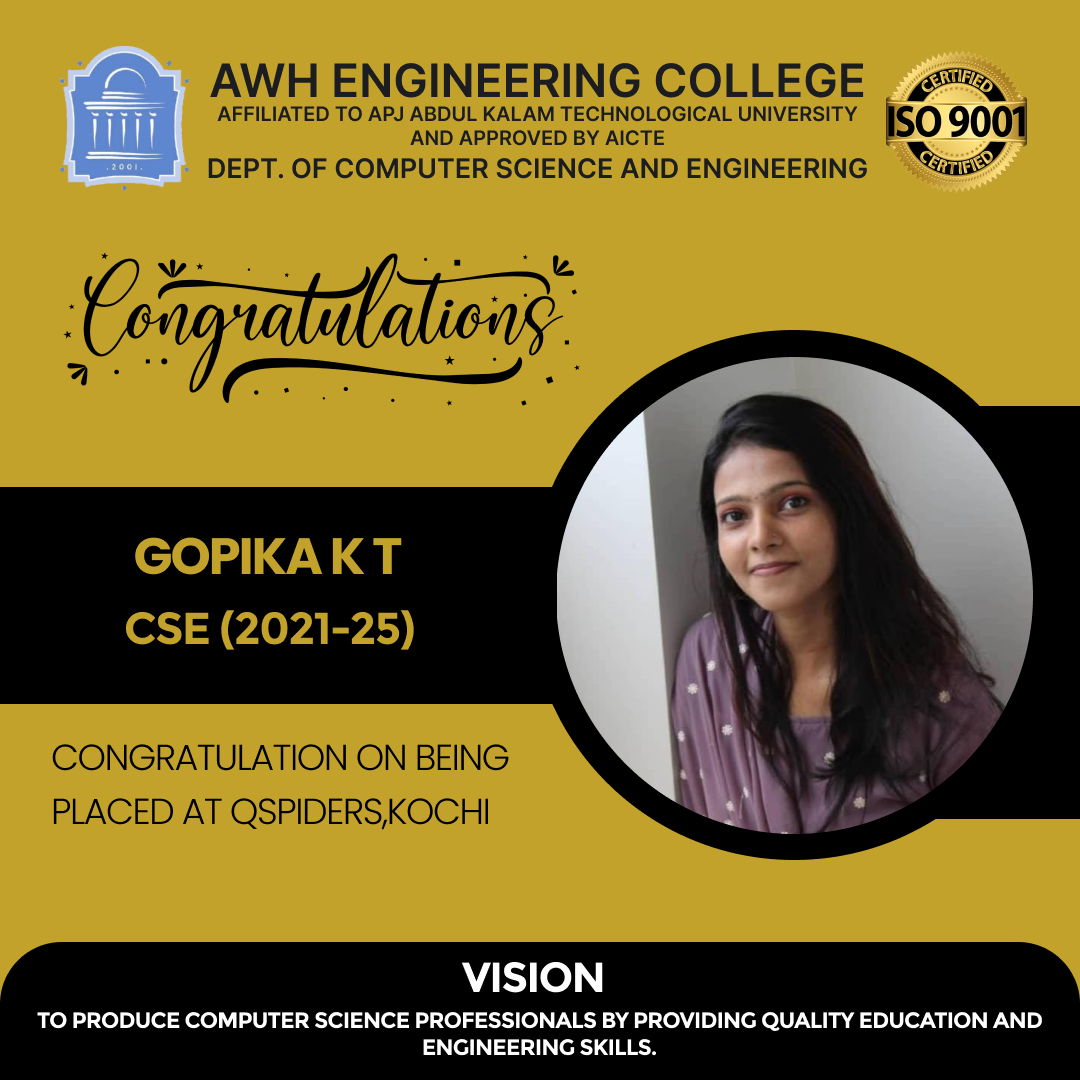 AWH ENGINEERING COLLEGE
AFFILIATED TO APJ ABDUL KALAM TECHNOLOGICAL UNIVERSITY
AND APPROVED BY AICTE
DEPT. OF COMPUTER SCIENCE AND ENGINEERING
.2001.
CERTIFIED
ISO 9001
CERTIFIED
Congratulations
GOPIKA K T
CSE (2021-25)
CONGRATULATION ON BEING
PLACED AT QSPIDERS,KOCHI
VISION
TO PRODUCE COMPUTER SCIENCE PROFESSIONALS BY PROVIDING QUALITY EDUCATION AND
ENGINEERING SKILLS.